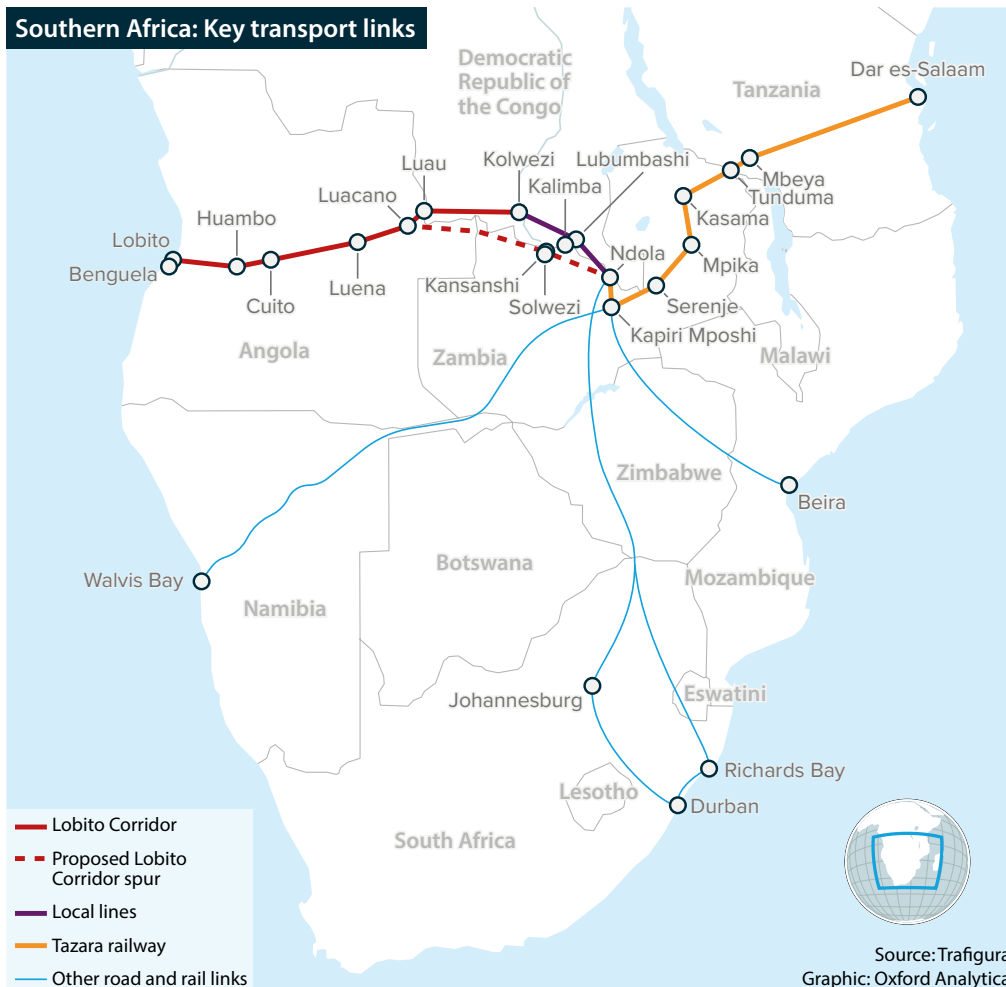 Southern Africa: Key transport links
Democratic
Republic of
the Congo
Tanzania
Dar es-Salaam
Luau
Kolwezi
Lubumbashi
Kalimba
Mbeya
Tunduma
Luacano
Huambo
Kasama
Lobito
Benguela
Ndola
Mpika
Kansanshi
Luena
Cuito
Solwezi
Serenje
Kapiri Mposhi
Angola
Zambia
Malawi
Zimbabwe
Beira
Botswana
Walvis Bay
Mozambique
Namibia
Johannesburg
Eswatini
Richards Bay
Lesotho
Durban
South Africa
Lobito Corridor
Proposed Lobito
Corridor spur
Local lines
Tazara railway
Other road and rail links
Source: Trafigura
Graphic: Oxford Analytica